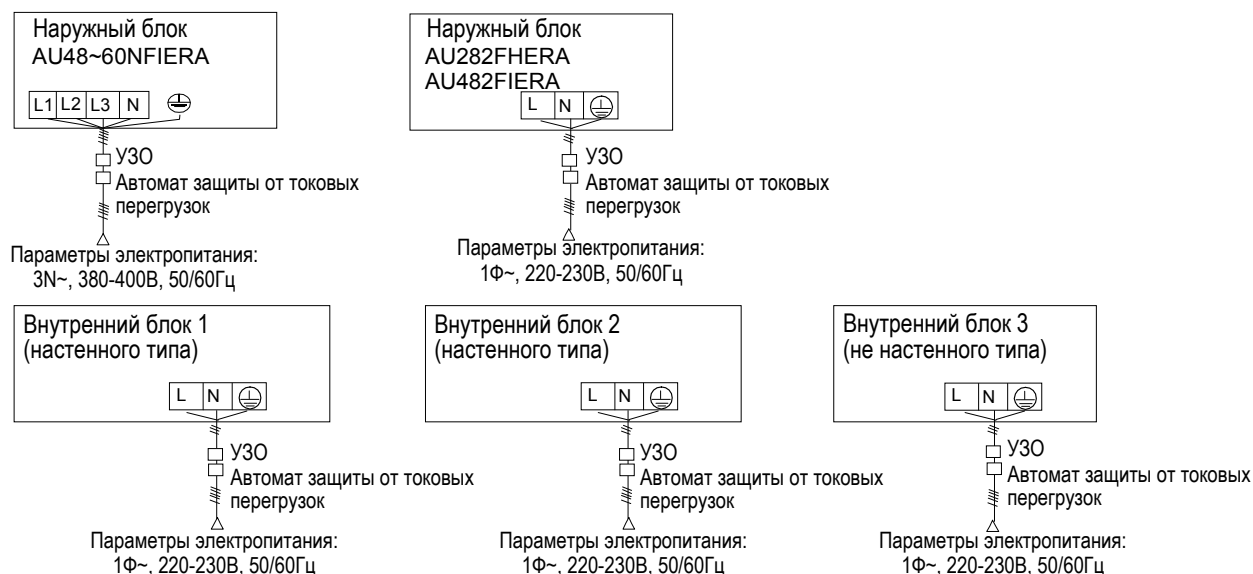 Наружный блок
AU48~60NFIERA
L1 L2 L3 N
УЗО
Автомат защиты от токовых
перегрузок
Параметры электропитания:
3N~, 380-400В, 50/60Гц
Наружный блок
AU282FHERA
AU482FIERA
L N
УЗО
Автомат защиты от токовых
перегрузок
Параметры электропитания:
1Ф~, 220-230В, 50/60Гц
Внутренний блок 1
(настенного типа)
L N
УЗО
Автомат защиты от токовых
перегрузок
Параметры электропитания:
1Ф~, 220-230В, 50/60Гц
Внутренний блок 2
(настенного типа)
L N
УЗО
Автомат защиты от токовых
перегрузок
Параметры электропитания:
1Ф~, 220-230В, 50/60Гц
Внутренний блок 3
(не настенного типа)
L N
УЗО
Автомат защиты от токовых
перегрузок
Параметры электропитания:
1Ф~, 220-230В, 50/60Гц